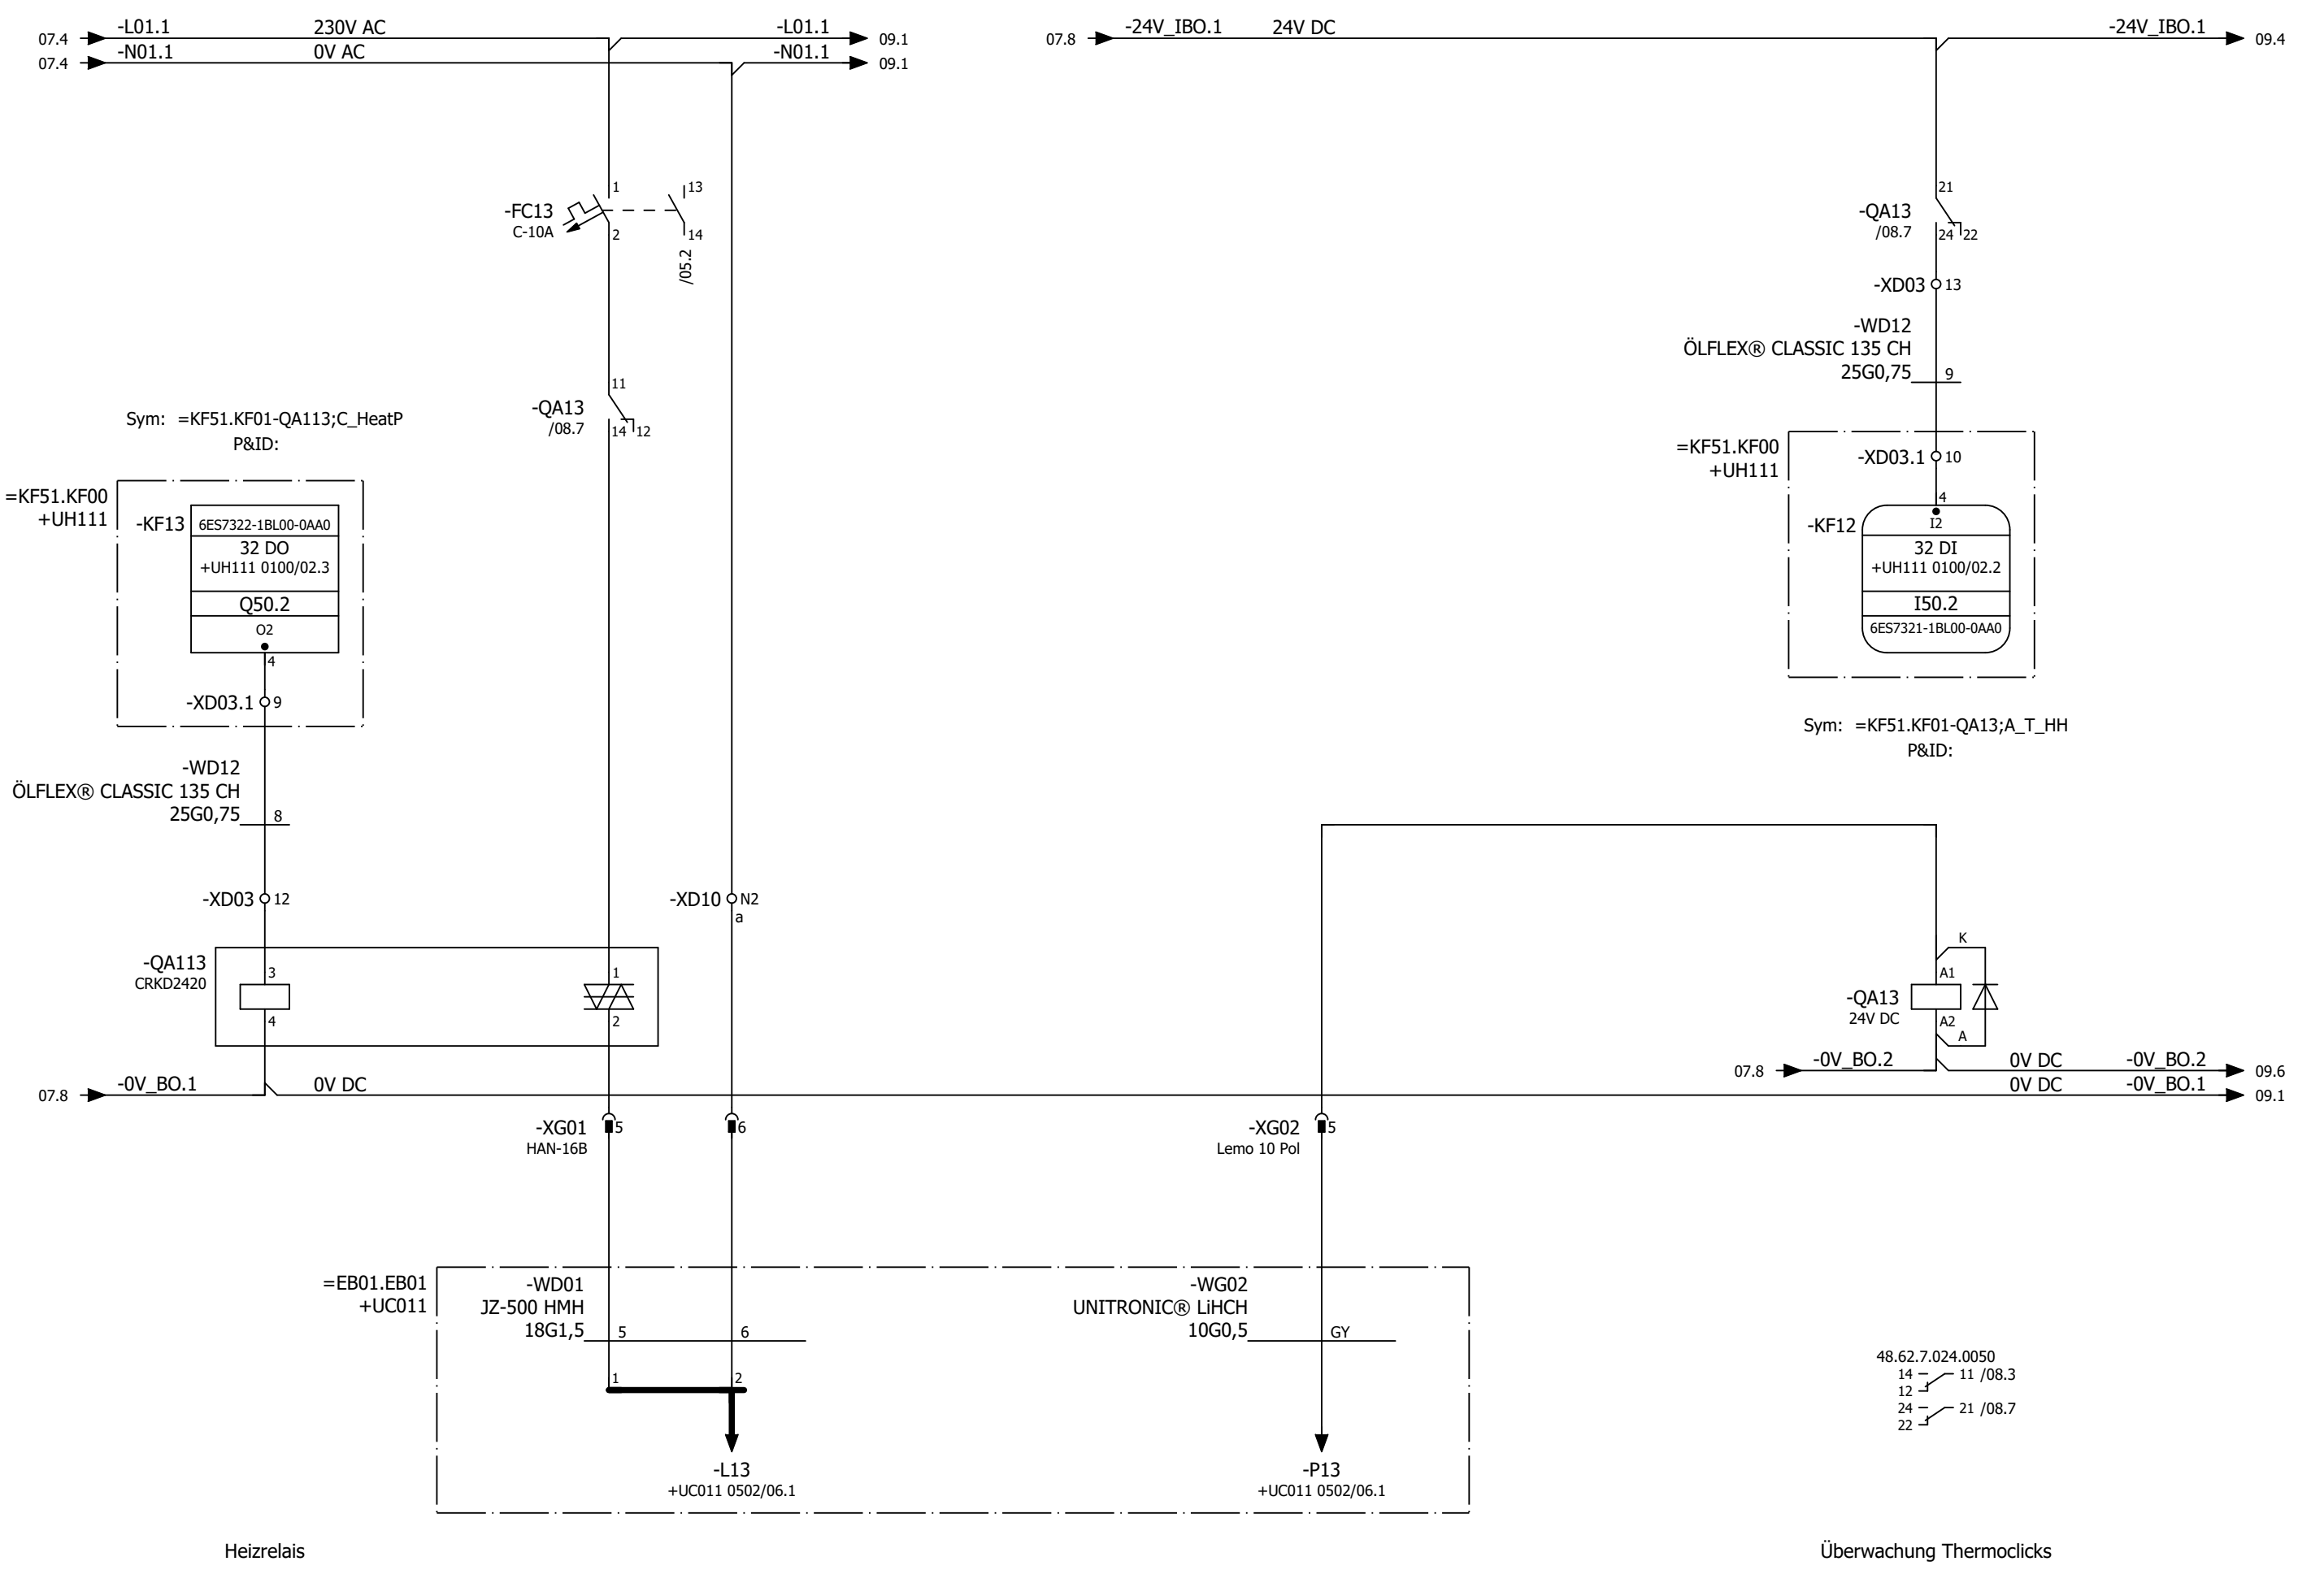 -L01.1 230V AC -L01.1
07.4 09.1
-N01.1 0V AC -N01.1
07.4 09.1
-24V_IBO.1 24V DC -24V_IBO.1
07.8 09.4
1
13
-FC13
C-10A
2
14
/05.2
21
-QA13
/08.7
24 22
-XD03 13
-WD12
ÖLFLEX® CLASSIC 135 CH
25G0,75 9
11
-QA13
/08.7
14 12
Sym: =KF51.KF01-QA113;C_HeatP
P&ID:
=KF51.KF00
+UH111
-KF13
6ES7322-1BL00-0AA0
32 DO
+UH111 0100/02.3
Q50.2
O2
4
-XD03.1 9
-WD12
ÖLFLEX® CLASSIC 135 CH
25G0,75 8
-XD03 12
-XD10 N2
a
=KF51.KF00
+UH111
-XD03.1 10
4
-KF12
I2
32 DI
+UH111 0100/02.2
I50.2
6ES7321-1BL00-0AA0
Sym: =KF51.KF01-QA13;A_T_HH
P&ID:
-QA113
CRKD2420
3
4
1
2
K
A1
-QA13
24V DC
A2
A
-0V_BO.2 0V DC -0V_BO.2
07.8 09.6
-0V_BO.1 0V DC 0V DC -0V_BO.1
07.8 09.1
-XG01 5 6
HAN-16B
-XG02 5
Lemo 10 Pol
=EB01.EB01
+UC011
-WD01
JZ-500 HMH
18G1,5 5 6
1 2
-L13
+UC011 0502/06.1
-WG02
UNITRONIC® LiHCH
10G0,5 GY
-P13
+UC011 0502/06.1
48.62.7.024.0050
14 11 /08.3
12
24 21 /08.7
22
Heizrelais
Überwachung Thermoclicks